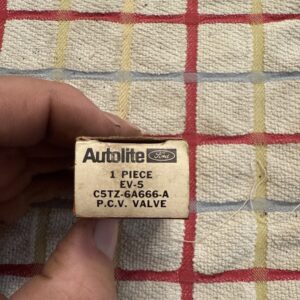 Autolite Ford
1 PIECE
EV-5
C5TZ-6A666-A
P.C.V. VALVE